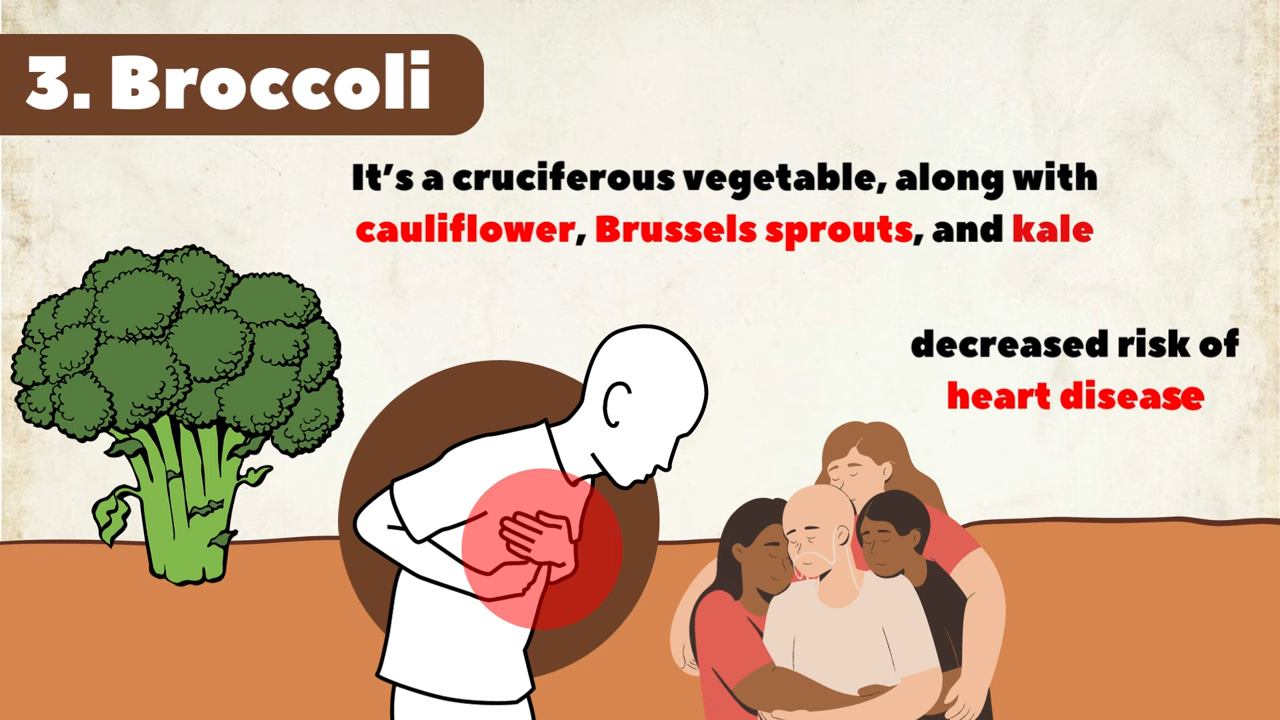 3. Broccoli
It's a cruciferous vegetable, along with
cauliflower, Brussels sprouts, and kale
decreased risk of
heart disease